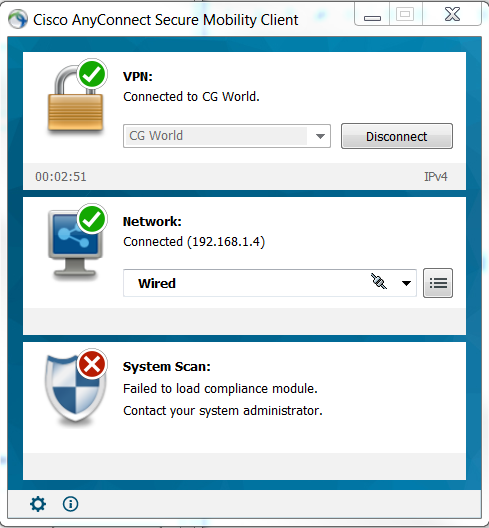 Cisco AnyConnect Secure Mobility Client
VPN:
Connected to CG World.
CG World
Disconnect
00:02:51
IPv4
Network:
Connected (192.168.1.4)
Wired
System Scan:
Failed to load compliance module.
Contact your system administrator.